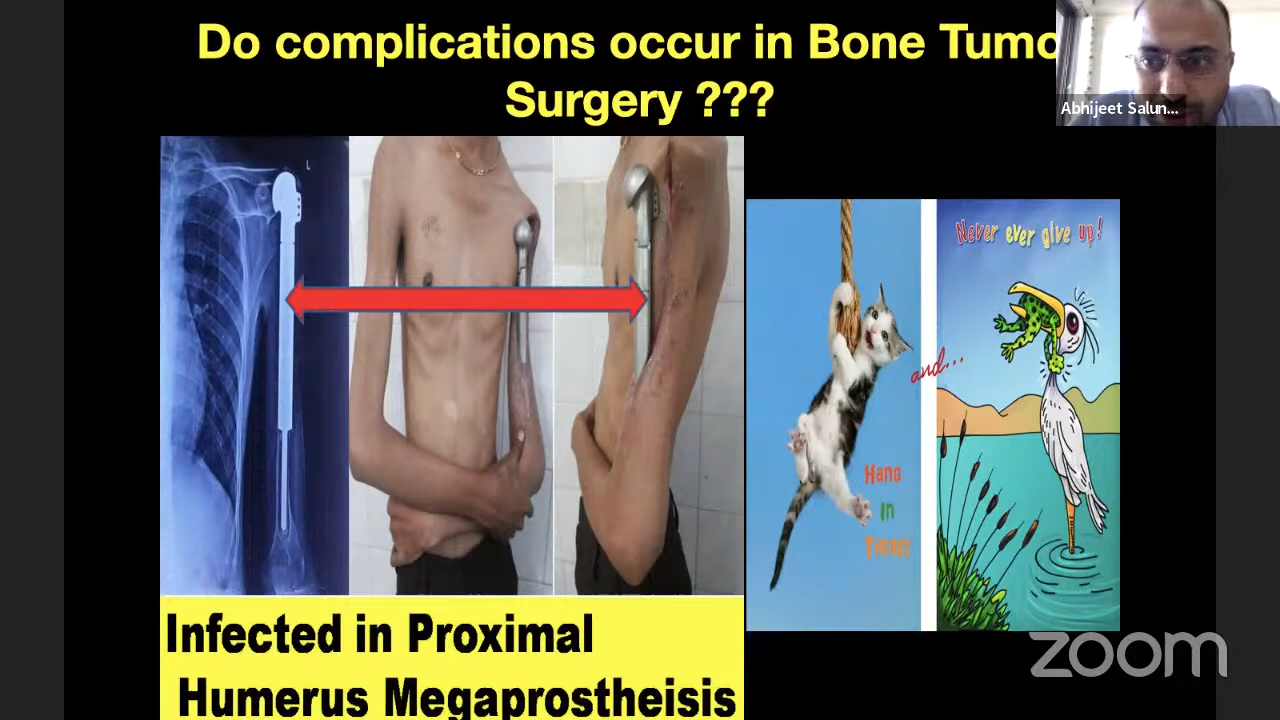 Do complications occur in Bone Tumo
Surgery ???
Abhijeet Salun...
L
Never ever give up!
and...
Hang
in
THERE!
Infected in Proximal
Humerus Megaprostheisis
zoom